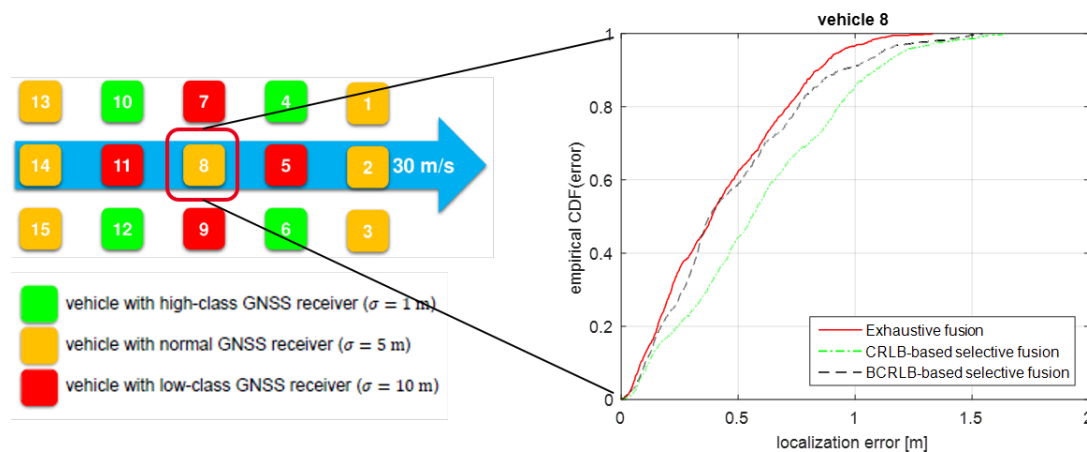 13 10 7 4 1
14 11 8 5 2 30 m/s
15 12 9 6 3
vehicle with high-class GNSS receiver (σ = 1 m)
vehicle with normal GNSS receiver (σ = 5 m)
vehicle with low-class GNSS receiver (σ = 10 m)
vehicle 8
empirical CDF(error)
1
0.8
0.6
0.4
0.2
0
Exhaustive fusion
CRLB-based selective fusion
BCRLB-based selective fusion
0 0.5 1 1.5 2
localization error [m]